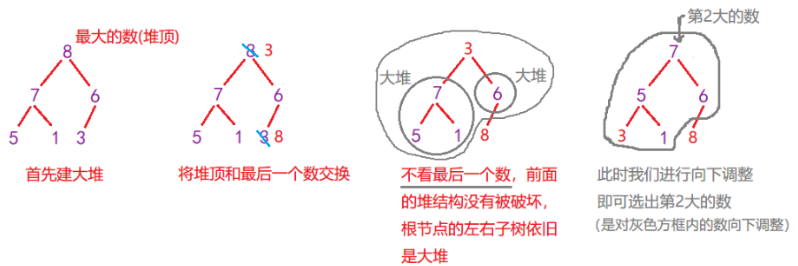 最大的数(堆顶)
8
7 6
5 1 3
首先建大堆
8 3
7 6
5 1 3 8
将堆顶和最后一个数交换
大堆 3 大堆
7 6
5 1 8
不看最后一个数，前面
的堆结构没有被破坏，
根节点的左右子树依旧
是大堆
第2大的数
7
5 6
3 1 8
此时我们进行向下调整
即可选出第2大的数
(是对灰色方框内的数向下调整)